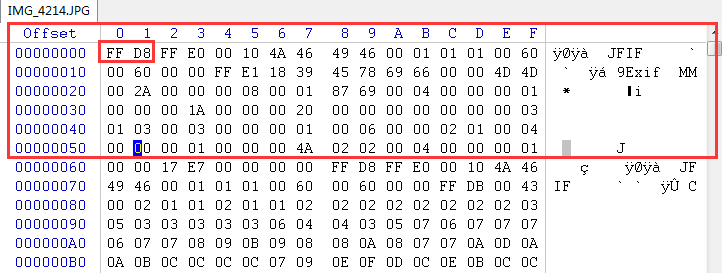 IMG_4214.JPG
Offset 0 1 2 3 4 5 6 7 8 9 A B C D E F
00000000 FF D8 FF E0 00 10 4A 46 49 46 00 01 01 01 00 60 ÿØÿà JFIF `
00000010 00 60 00 00 FF E1 18 39 45 78 69 66 00 00 4D 4D ` ÿá 9Exif MM
00000020 00 2A 00 00 00 08 00 01 87 69 00 04 00 00 00 01 * ‡i
00000030 00 00 00 1A 00 00 00 00 00 20 00 00 00 00 00 03
00000040 01 03 00 03 00 00 00 01 00 06 00 00 02 01 00 04
00000050 00 00 00 01 00 00 00 4A 02 02 00 04 00 00 00 01 J
00000060 00 00 17 E7 00 00 00 00 FF D8 FF E0 00 10 4A 46 ç ÿØÿà JF
00000070 49 46 00 01 01 01 00 60 00 60 00 00 FF DB 00 43 IF ` ` ÿÛ C
00000080 00 02 01 01 02 01 01 02 02 02 02 02 02 02 02 03
00000090 05 03 03 03 03 03 06 04 04 03 05 07 06 07 07 07
000000A0 06 07 07 08 09 0B 09 08 08 0A 08 07 07 0A 0D 0A
000000B0 0A 0B 0C 0C 0C 0C 07 09 0E 0F 0D 0C 0E 0B 0C 0C